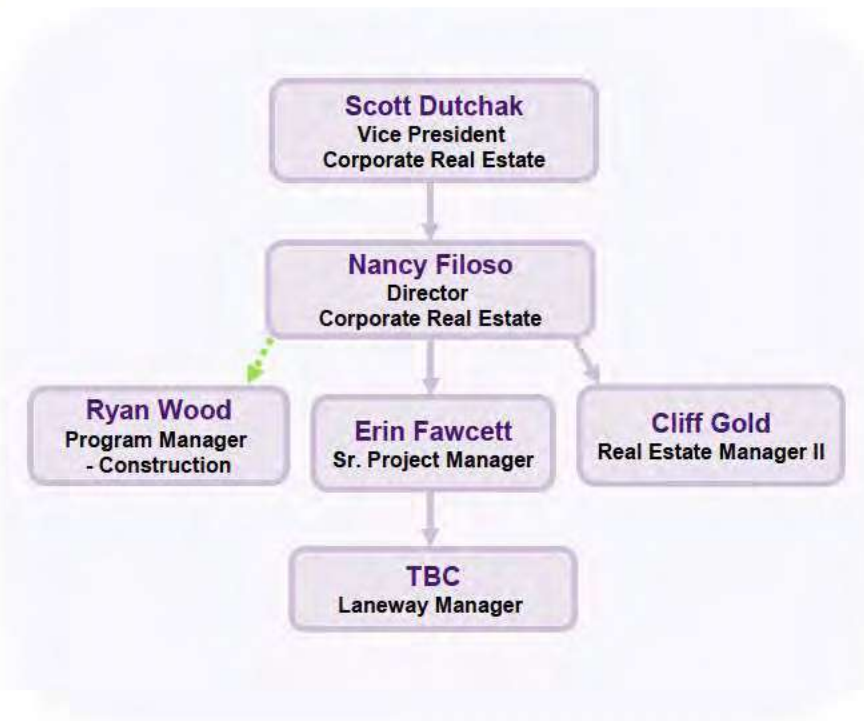 Scott Dutchak
Vice President
Corporate Real Estate
Nancy Filoso
Director
Corporate Real Estate
Ryan Wood
Program Manager
- Construction
Erin Fawcett
Sr. Project Manager
Cliff Gold
Real Estate Manager II
TBC
Laneway Manager